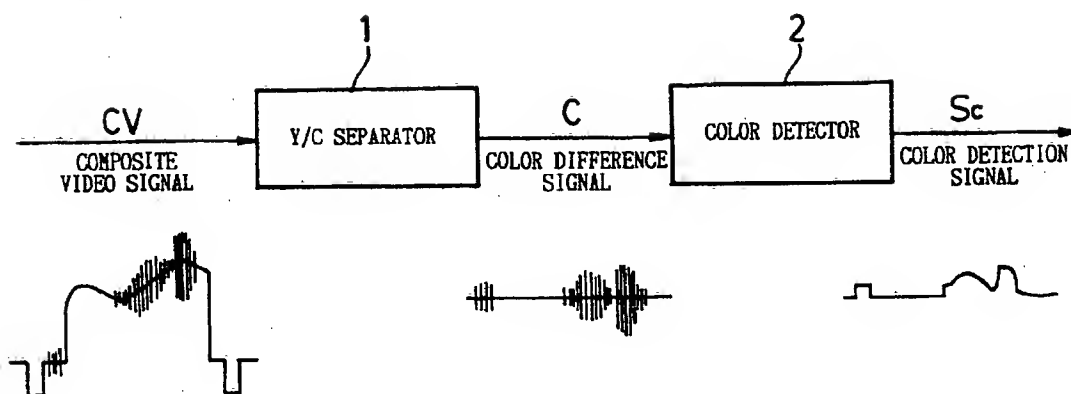 1
2
CV
Y/C SEPARATOR
C
COLOR DETECTOR
Sc
COMPOSITE
VIDEO SIGNAL
COLOR DIFFERENCE
SIGNAL
COLOR DETECTION
SIGNAL